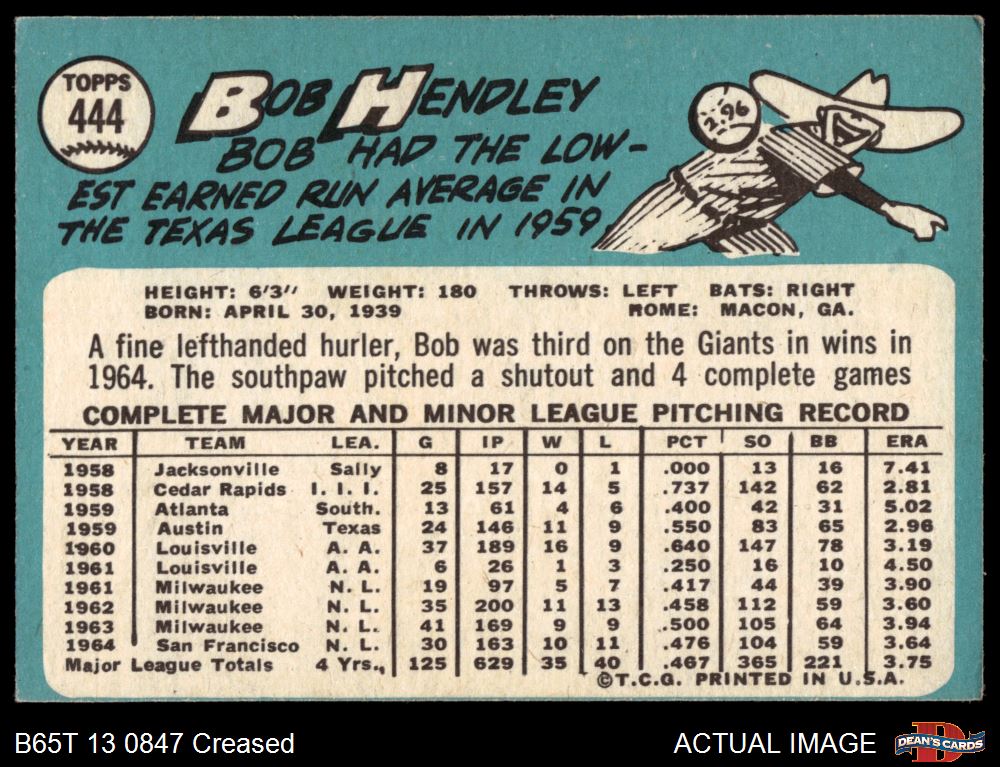 TOPPS
444
BOB HENDLEY
BOB HAD THE LOW-
EST EARNED RUN AVERAGE IN
THE TEXAS LEAGUE IN 1959.
2.96
HEIGHT: 6'3" WEIGHT: 180 THROWS: LEFT BATS: RIGHT
BORN: APRIL 30, 1939 HOME: MACON, GA.
A fine lefthanded hurler, Bob was third on the Giants in wins in
1964. The southpaw pitched a shutout and 4 complete games
COMPLETE MAJOR AND MINOR LEAGUE PITCHING RECORD
YEAR TEAM LEA. G IP W L PCT SO BB ERA
1958 Jacksonville Sally 8 17 0 1 .000 13 16 7.41
1958 Cedar Rapids I. I. I. 25 157 14 5 .737 142 62 2.81
1959 Atlanta South. 13 61 4 6 .400 42 31 5.02
1959 Austin Texas 24 146 11 9 .550 83 65 2.96
1960 Louisville A. A. 37 189 16 9 .640 147 78 3.19
1961 Louisville A. A. 6 26 1 3 .250 16 10 4.50
1961 Milwaukee N. L. 19 97 5 7 .417 44 39 3.90
1962 Milwaukee N. L. 35 200 11 13 .458 112 59 3.60
1963 Milwaukee N. L. 41 169 9 9 .500 105 64 3.94
1964 San Francisco N. L. 30 163 10 11 .476 104 59 3.64
Major League Totals 4 Yrs., 125 629 35 40 .467 365 221 3.75
©T.C.G. PRINTED IN U.S.A.
B65T 13 0847 Creased ACTUAL IMAGE DEAN'S CARDS